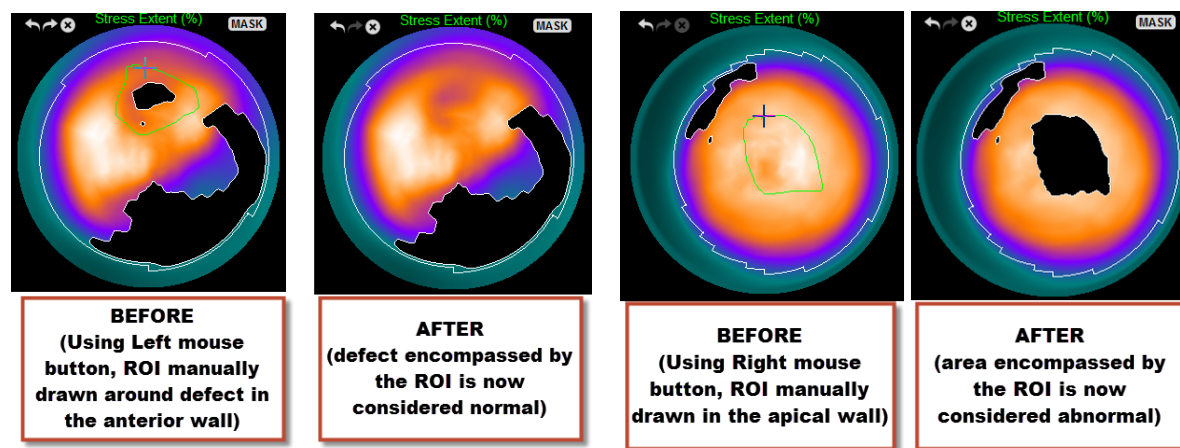 Stress Extent (%)
MASK
BEFORE
(Using Left mouse
button, ROI manually
drawn around defect in
the anterior wall)
Stress Extent (%)
MASK
AFTER
(defect encompassed by
the ROI is now
considered normal)
Stress Extent (%)
MASK
BEFORE
(Using Right mouse
button, ROI manually
drawn in the apical wall)
Stress Extent (%)
MASK
AFTER
(area encompassed by
the ROI is now
considered abnormal)